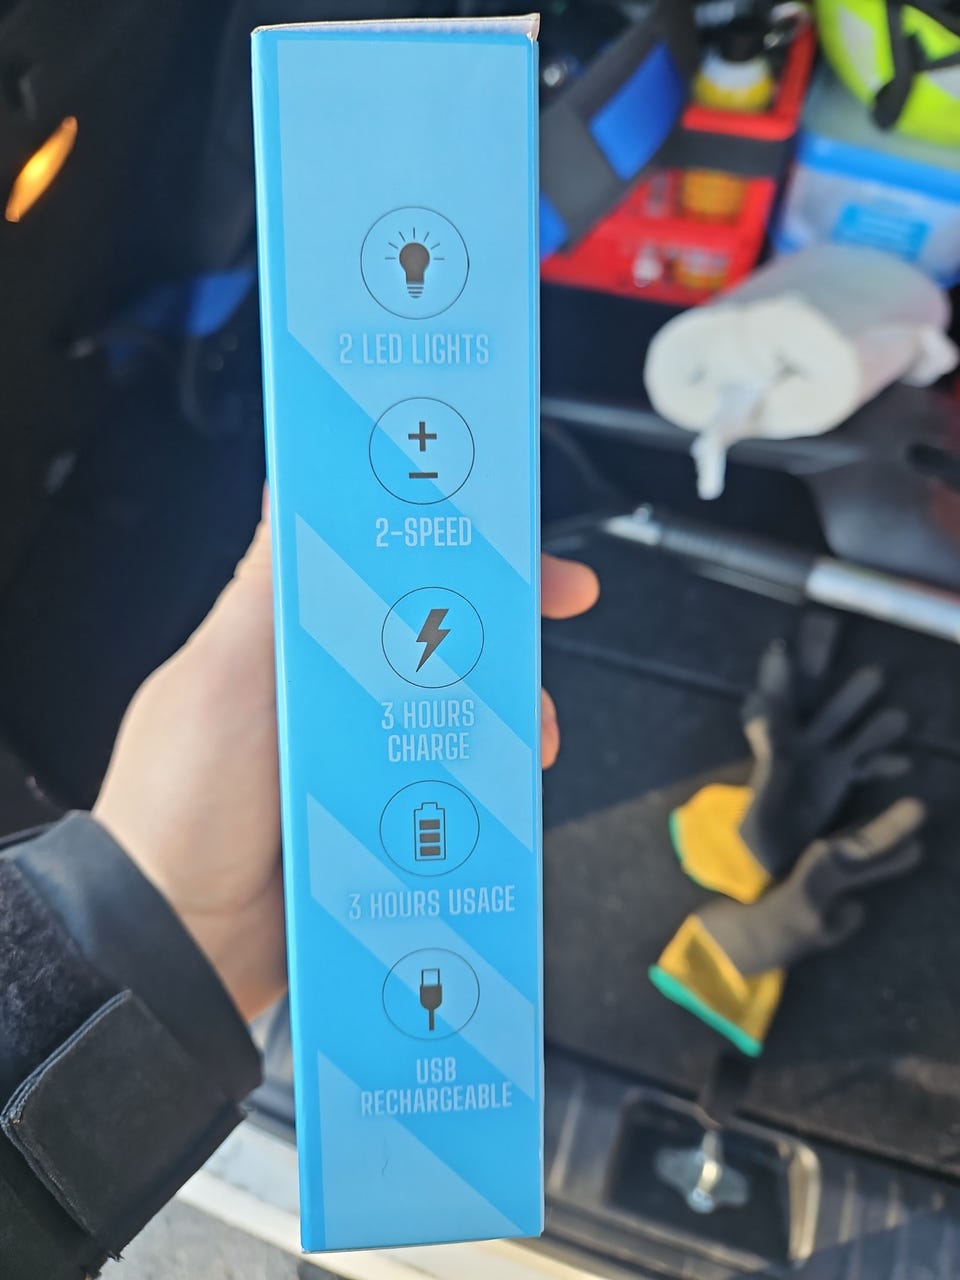 2 LED LIGHTS
2-SPEED
3 HOURS
CHARGE
3 HOURS USAGE
USB
RECHARGEABLE